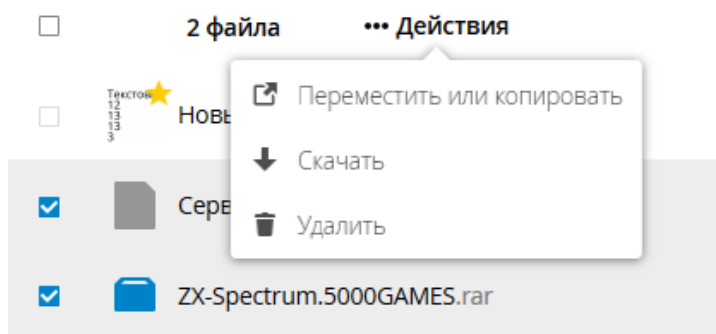 2 файла
••• Действия
Текстов
12
13
13
3
Новы
Переместить или копировать
Скачать
Серв
Удалить
ZX-Spectrum.5000GAMES.rar